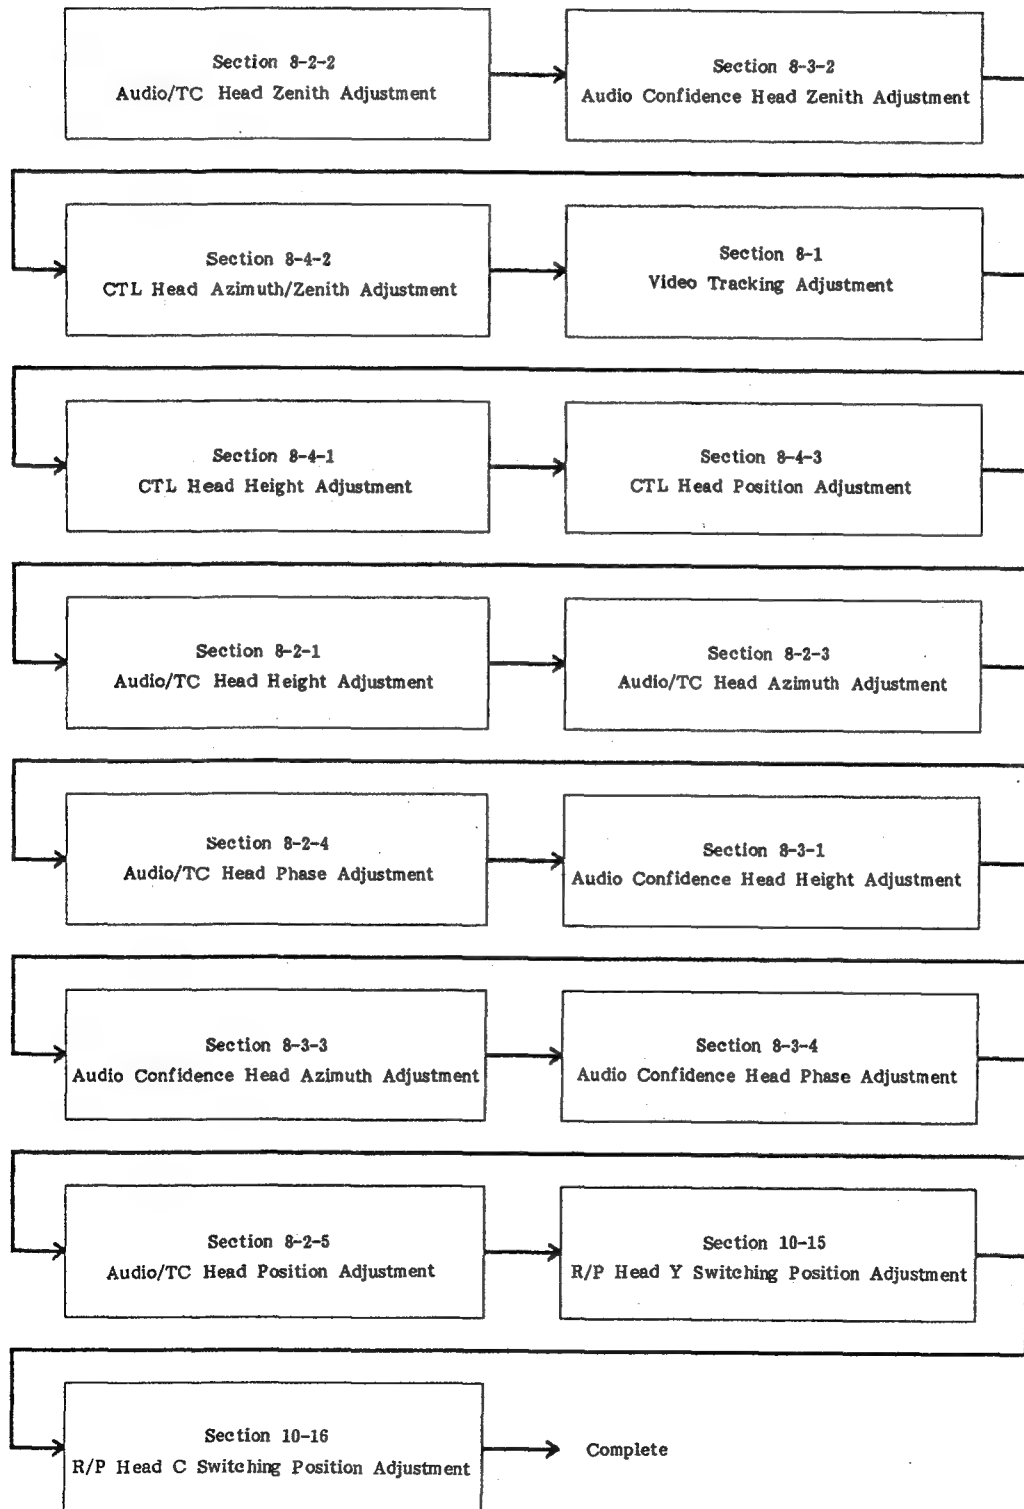 Section 8-2-2
Audio/TC Head Zenith Adjustment
Section 8-3-2
Audio Confidence Head Zenith Adjustment
Section 8-4-2
CTL Head Azimuth/Zenith Adjustment
Section 8-1
Video Tracking Adjustment
Section 8-4-1
CTL Head Height Adjustment
Section 8-4-3
CTL Head Position Adjustment
Section 8-2-1
Audio/TC Head Height Adjustment
Section 8-2-3
Audio/TC Head Azimuth Adjustment
Section 8-2-4
Audio/TC Head Phase Adjustment
Section 8-3-1
Audio Confidence Head Height Adjustment
Section 8-3-3
Audio Confidence Head Azimuth Adjustment
Section 8-3-4
Audio Confidence Head Phase Adjustment
Section 8-2-5
Audio/TC Head Position Adjustment
Section 10-15
R/P Head Y Switching Position Adjustment
Section 10-16
R/P Head C Switching Position Adjustment
Complete